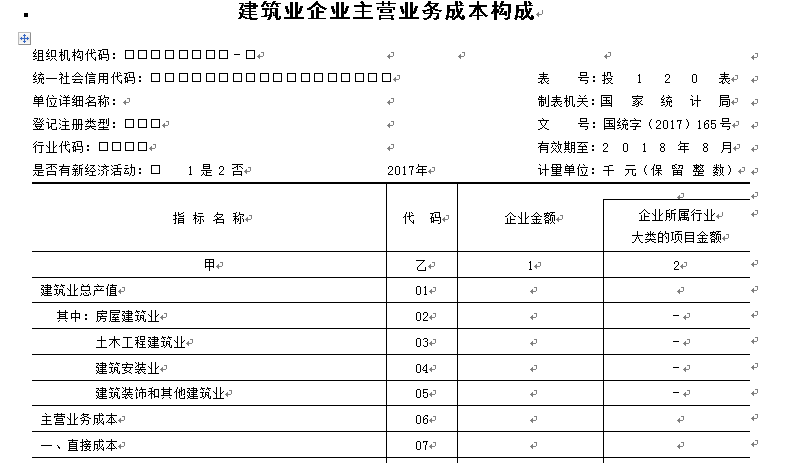 建筑业企业主营业务成本构成
组织机构代码：□□□□□□□□-□
统一社会信用代码：□□□□□□□□□□□□□□□□□□□ 表 号：投 1 2 0 表
单位详细名称： 制表机关：国 家 统 计 局
登记注册类型：□□□ 文 号：国统字（2017）165号
行业代码：□□□□ 有效期至：2 0 1 8 年 8 月
是否有新经济活动：□ 1 是 2 否 2017年 计量单位：千 元（保 留 整 数）
指 标 名 称 代 码 企业金额 企业所属行业
大类的项目金额
甲 乙 1 2
建筑业总产值 01
其中：房屋建筑业 02 -
土木工程建筑业 03 -
建筑安装业 04 -
建筑装饰和其他建筑业 05 -
主营业务成本 06
一、直接成本 07